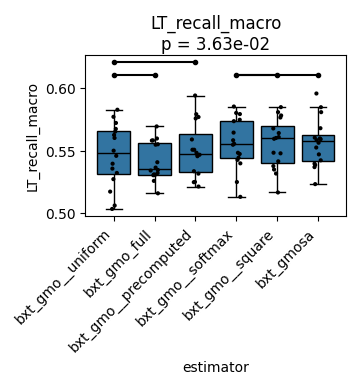 LT_recall_macro
p = 3.63e-02
LT_recall_macro
0.60
0.55
0.50
bxt_gmo__uniform
bxt_gmo_full
bxt_gmo__precomputed
bxt_gmo__softmax
bxt_gmo__square
bxt_gmosa
estimator